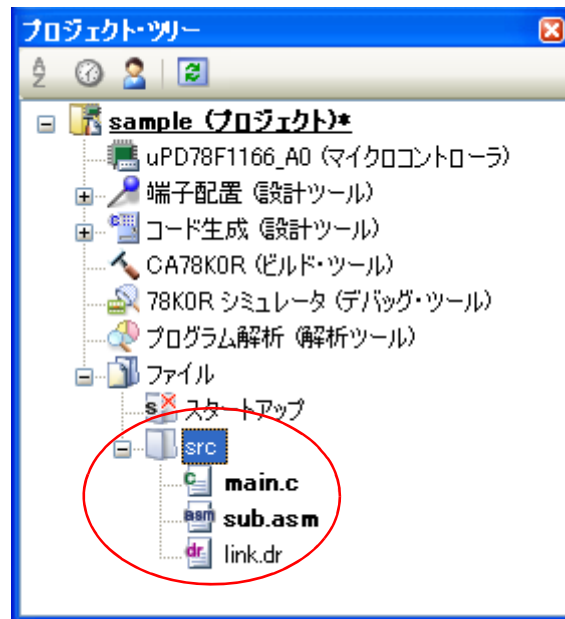 プロジェクト・ツリー
sample (プロジェクト)*
uPD78F1166_A0 (マイクロコントローラ)
端子配置 (設計ツール)
コード生成 (設計ツール)
CA78K0R (ビルド・ツール)
78K0R シミュレータ (デバッグ・ツール)
プログラム解析 (解析ツール)
ファイル
スタートアップ
src
main.c
sub.asm
link.dr